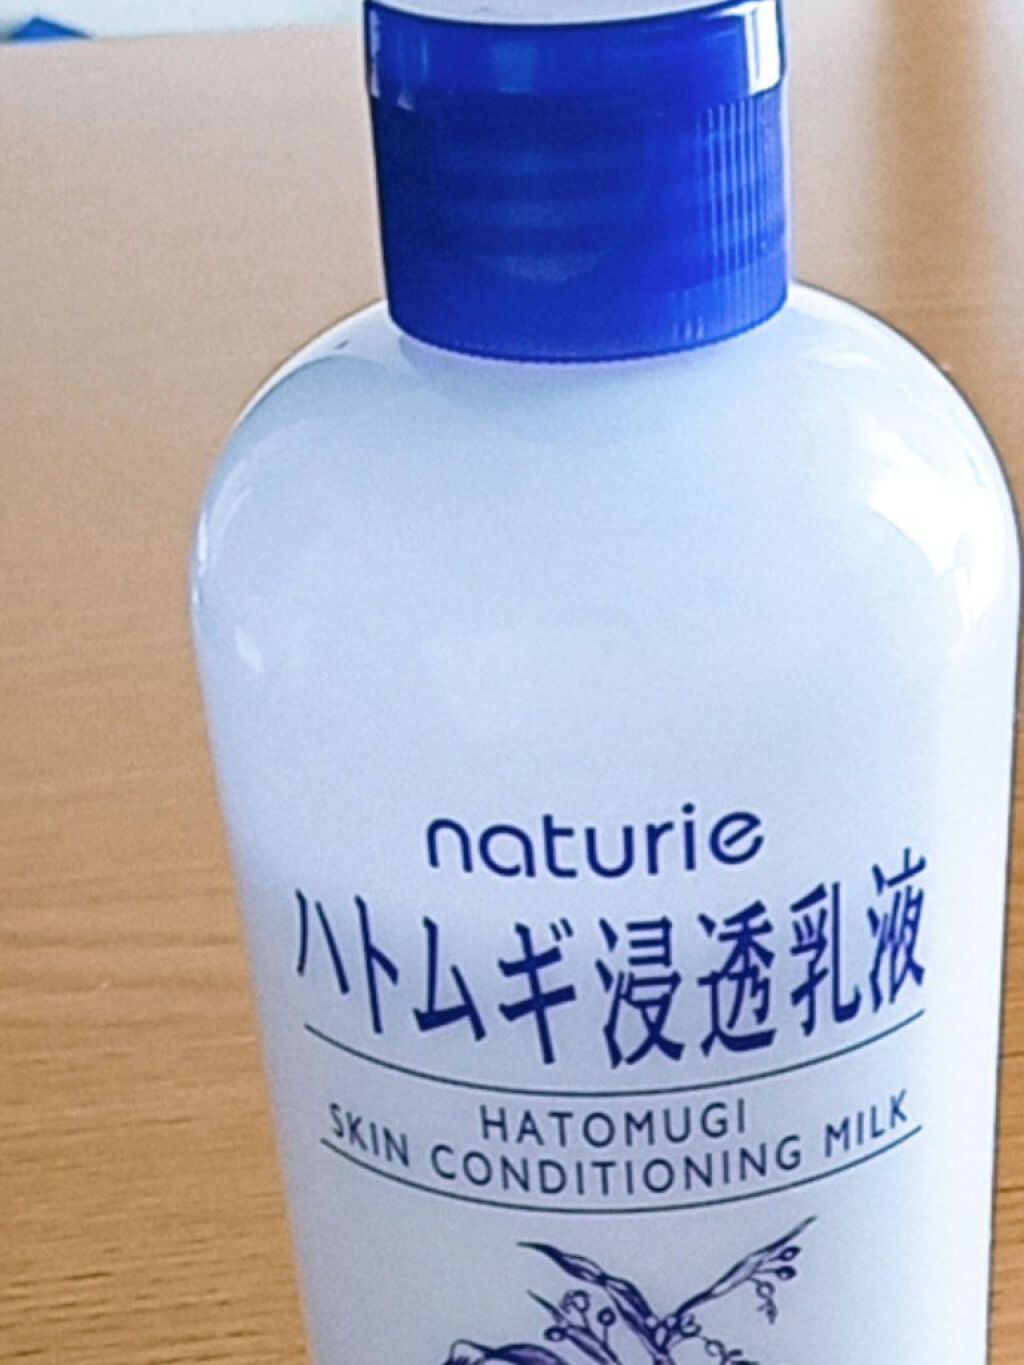 naturie
ハトムギ浸透乳液
HATOMUGI
SKIN CONDITIONING MILK